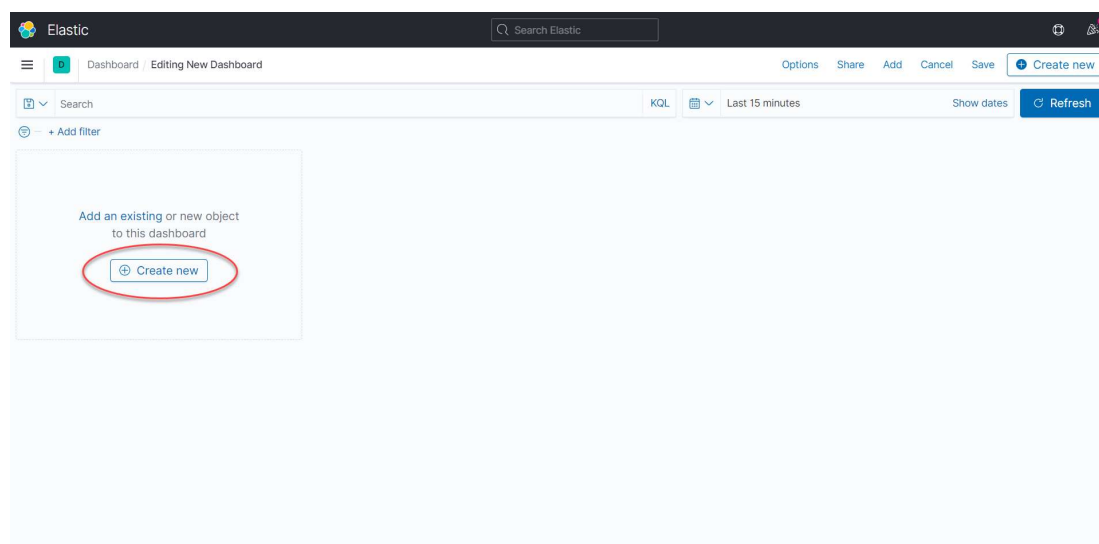 Elastic
Search Elastic
D Dashboard / Editing New Dashboard
Options Share Add Cancel Save Create new
Search KQL Last 15 minutes Show dates Refresh
+ Add filter
Add an existing or new object
to this dashboard
Create new